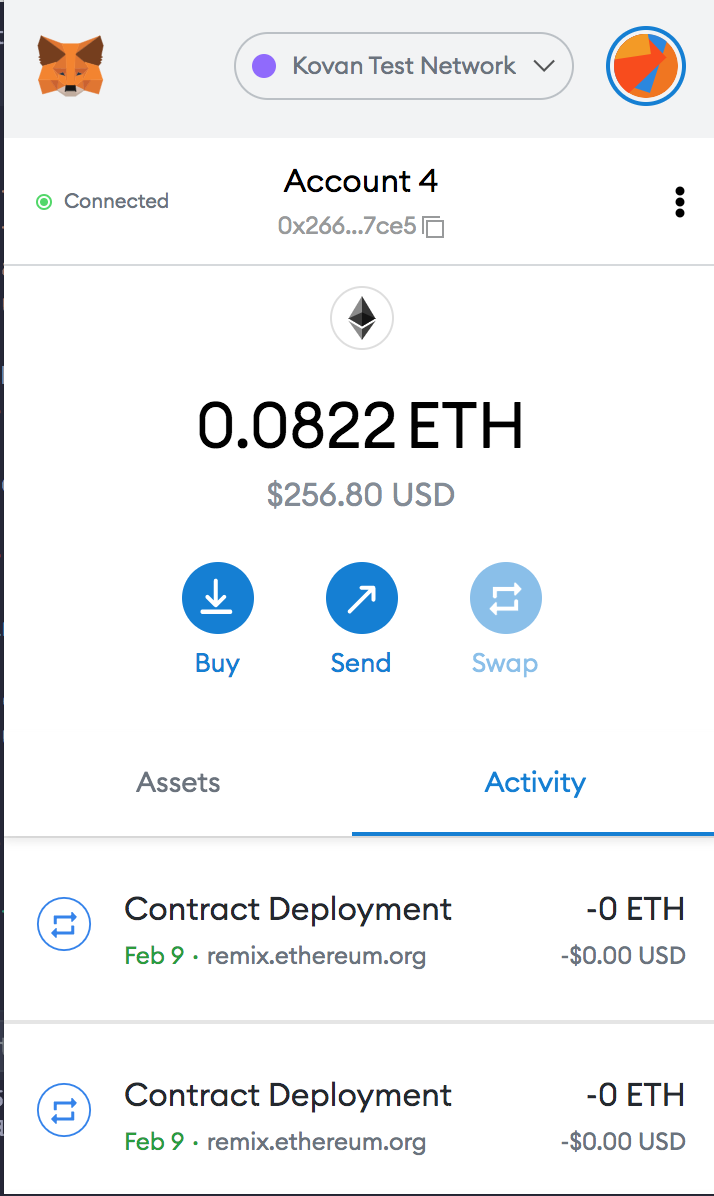 Kovan Test Network
Connected
Account 4
0x266...7ce5
0.0822 ETH
$256.80 USD
Buy
Send
Swap
Assets
Activity
Contract Deployment
-0 ETH
Feb 9 · remix.ethereum.org
-$0.00 USD
Contract Deployment
-0 ETH
Feb 9 · remix.ethereum.org
-$0.00 USD